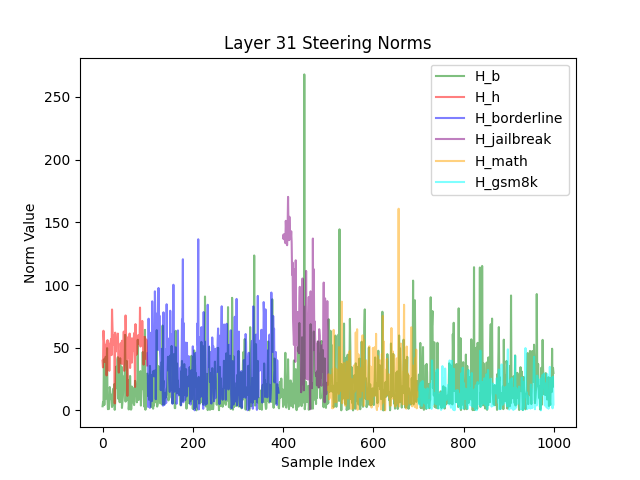 Layer 31 Steering Norms
H_b
H_h
H_borderline
H_jailbreak
H_math
H_gsm8k
Norm Value
250
200
150
100
50
0
0 200 400 600 800 1000
Sample Index